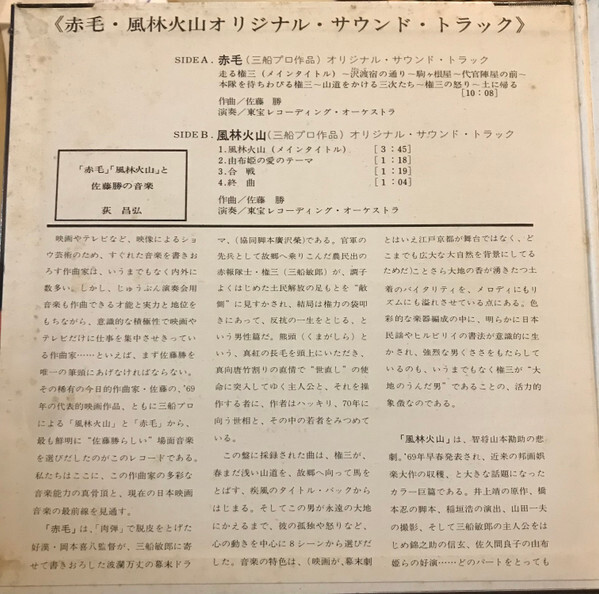 《赤毛・風林火山オリジナル・サウンド・トラック》
SIDE A. 赤毛(三船プロ作品)オリジナル・サウンド・トラック
走る権三(メインタイトル)〜沢渡宿の通り〜駒ヶ根屋〜代官陣屋の前〜
本隊を待ちわびる権三〜山道をかける三次たち〜権三の怒り〜土に帰る
[10:08]
作曲/佐藤 勝
演奏/東宝レコーディング・オーケストラ
SIDE B. 風林火山(三船プロ作品)オリジナル・サウンド・トラック
1.風林火山(メインタイトル) [3:45]
2.由布姫の愛のテーマ [1:18]
3.合 戦 [1:19]
4.終 曲 [1:04]
作曲/佐藤 勝
演奏/東宝レコーディング・オーケストラ
「赤毛」「風林火山」と
佐藤勝の音楽
荻 昌弘
映画やテレビなど、映像によるショ
ウ芸術のため、すぐれた音楽を書きお
ろす作曲家は、いうまでもなく内外に
数多い。しかし、じゅうぶん演奏会用
音楽も作曲できる才能と実力と地位を
もちながら、意識的な積極性で映画や
テレビだけに仕事を集中させきってい
る作曲家……といえば、まず佐藤勝を
唯一の筆頭にあげなければならない。
その稀有の今日的作曲家・佐藤の、'69
年の代表的映画作品、ともに三船プロ
による「風林火山」と「赤毛」から、
最も鮮明に“佐藤勝らしい”場面音楽
を選びだしたのがこのレコードである。
私たちはここに、この作曲家の多彩な
音楽能力の真骨頂と、現在の日本映画
音楽の最前線を見通す。
「赤毛」は、「肉弾」で脱皮をとげた
好漢・岡本喜八監督が、三船敏郎に寄
せて書きおろした波瀾万丈の幕末ドラ
マ、(協同脚本廣沢榮)である。官軍の
先兵として故郷へ乗りこんだ農民出の
赤報隊士・権三(三船敏郎)が、調子
よくはじめた土民解放の足もとを“敵
側”に見すかされ、結局は権力の袋叩
きにあって、反抗の一生をとじる、と
いう男性篇だ。熊頭(くまがしら)と
いう、真紅の長毛を頭上にいただき、
真向唐竹割りの直情で“世直し”の使
命に突入してゆく主人公と、それを操
作する者に、作者はハッキリ、70年に
向う世相と、その中の若者をみつめて
いる。
この盤に採録された曲は、権三が、
春まだ浅い山道を、故郷へ向って馬を
とばす、疾風のタイトル・バックから
はじまる。そしてこの男が永遠の大地
にかえるまで、彼の孤独や怒りなど、
心の動きを中心に8シーンから選びだ
した。音楽の特色は、(映画が、幕末劇
とはいえ江戸京都が舞台ではなく、ど
こまでも広大な大自然を背景にしてる
ためだ)ことさら大地の香が湧きたつ土
着のバイタリティを、メロディにもリ
ズムにも溢れさせている点にある。色
彩的な楽器編成の中に、明らかに日本
民謡やヒルビリイの書法が意識的に生
かされ、強烈な男くささをもたらして
いるのも、いうまでもなく権三が“大
地のうんだ男”であることの、活力的
象徴なのである。
「風林火山」は、智将山本勘助の悲
劇。'69年早春発表され、近来の邦画娯
楽大作の収穫、と大きな話題になった
カラー巨篇である。井上靖の原作、橋
本忍の脚本、稲垣浩の演出、山田一夫
の撮影、そして三船敏郎の主人公をは
じめ錦之助の信玄、佐久間良子の由布
姫らの好演……どのパートをとっても